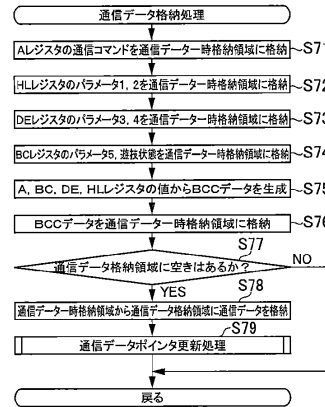 通信データ格納処理
Aレジスタの通信コマンドを通信データ一時格納領域に格納
S71
HLレジスタのパラメータ1, 2を通信データ一時格納領域に格納
S72
DEレジスタのパラメータ3, 4を通信データ一時格納領域に格納
S73
BCレジスタのパラメータ5, 遊技状態を通信データ一時格納領域に格納
S74
A, BC, DE, HLレジスタの値からBCCデータを生成
S75
BCCデータを通信データ一時格納領域に格納
S76
S77
通信データ格納領域に空きはあるか?
NO
YES
S78
通信データ一時格納領域から通信データ格納領域に通信データを格納
S79
通信データポインタ更新処理
戻る